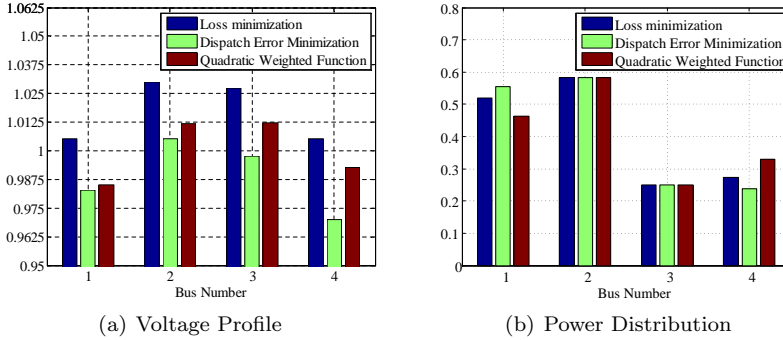 1.0625
1.05
1.0375
1.025
1.0125
1
0.9875
0.975
0.9625
0.95
Loss minimization
Dispatch Error Minimization
Quadratic Weighted Function
1 2 3 4
Bus Number
(a) Voltage Profile
0.8
0.7
0.6
0.5
0.4
0.3
0.2
0.1
0
Loss minimization
Dispatch Error Minimization
Quadratic Weighted Function
1 2 3 4
Bus Number
(b) Power Distribution